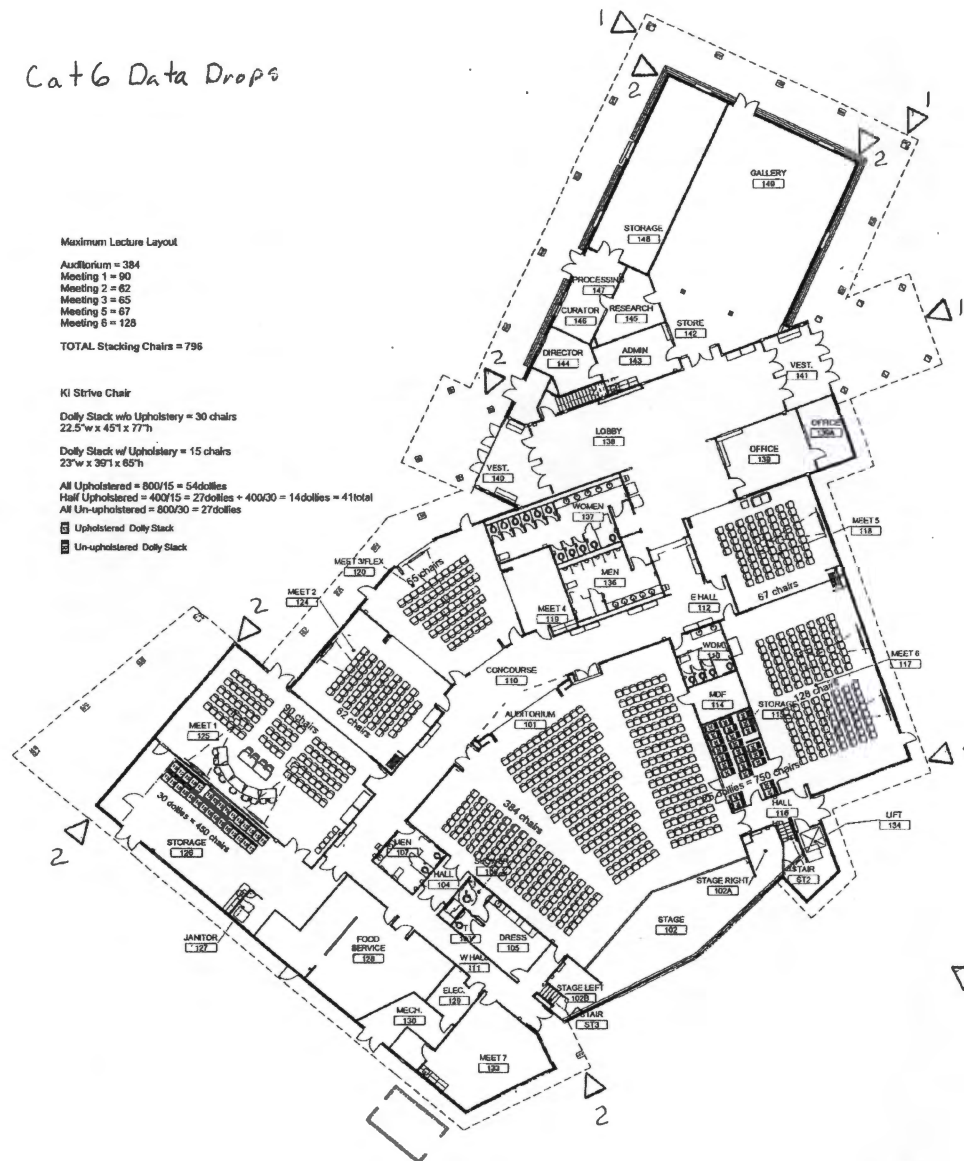 Cat6 Data Drops
Maximum Lecture Layout
Auditorium = 384
Meeting 1 = 90
Meeting 2 = 62
Meeting 3 = 65
Meeting 5 = 67
Meeting 6 = 128
TOTAL Stacking Chairs = 796
Ki Strive Chair
Dolly Stack w/o Upholstery = 30 chairs
22.5"w x 45"l x 77"h
Dolly Stack w/ Upholstery = 15 chairs
23"w x 39"l x 65"h
All Upholstered = 800/15 = 54dollies
Half Upholstered = 400/15 = 27dollies + 400/30 = 14dollies = 41total
All Un-upholstered = 800/30 = 27dollies
Upholstered Dolly Stack
Un-upholstered Dolly Stack
1
2
1
2
GALLERY
149
STORAGE
148
PROCESSING
147
CURATOR
146
RESEARCH
145
STORE
142
1
DIRECTOR
144
ADMIN
143
2
VEST.
141
LOBBY
138
OFFICE
139A
OFFICE
139
VEST.
140
WOMEN
137
MEET 5
118
MEET 3/FLEX
120
65 chairs
MEN
136
67 chairs
MEET 2
124
MEET 4
119
E HALL
112
2
62 chairs
CONCOURSE
110
MEET 6
117
128 chairs
MDF
114
STORAGE
AUDITORIUM
101
MEET 1
125
90 chairs
dollies = 750 chairs
384 chairs
30 dollies = 450 chairs
STORAGE
126
2
HALL
116
LIFT
134
MEN
107
HALL
104
STAGE RIGHT
102A
STAIR
ST2
STAGE
102
JANITOR
127
FOOD
SERVICE
128
DRESS
105
W HALL
111
ELEC.
129
STAGE LEFT
102B
STAIR
ST3
MECH.
130
MEET 7
133
2